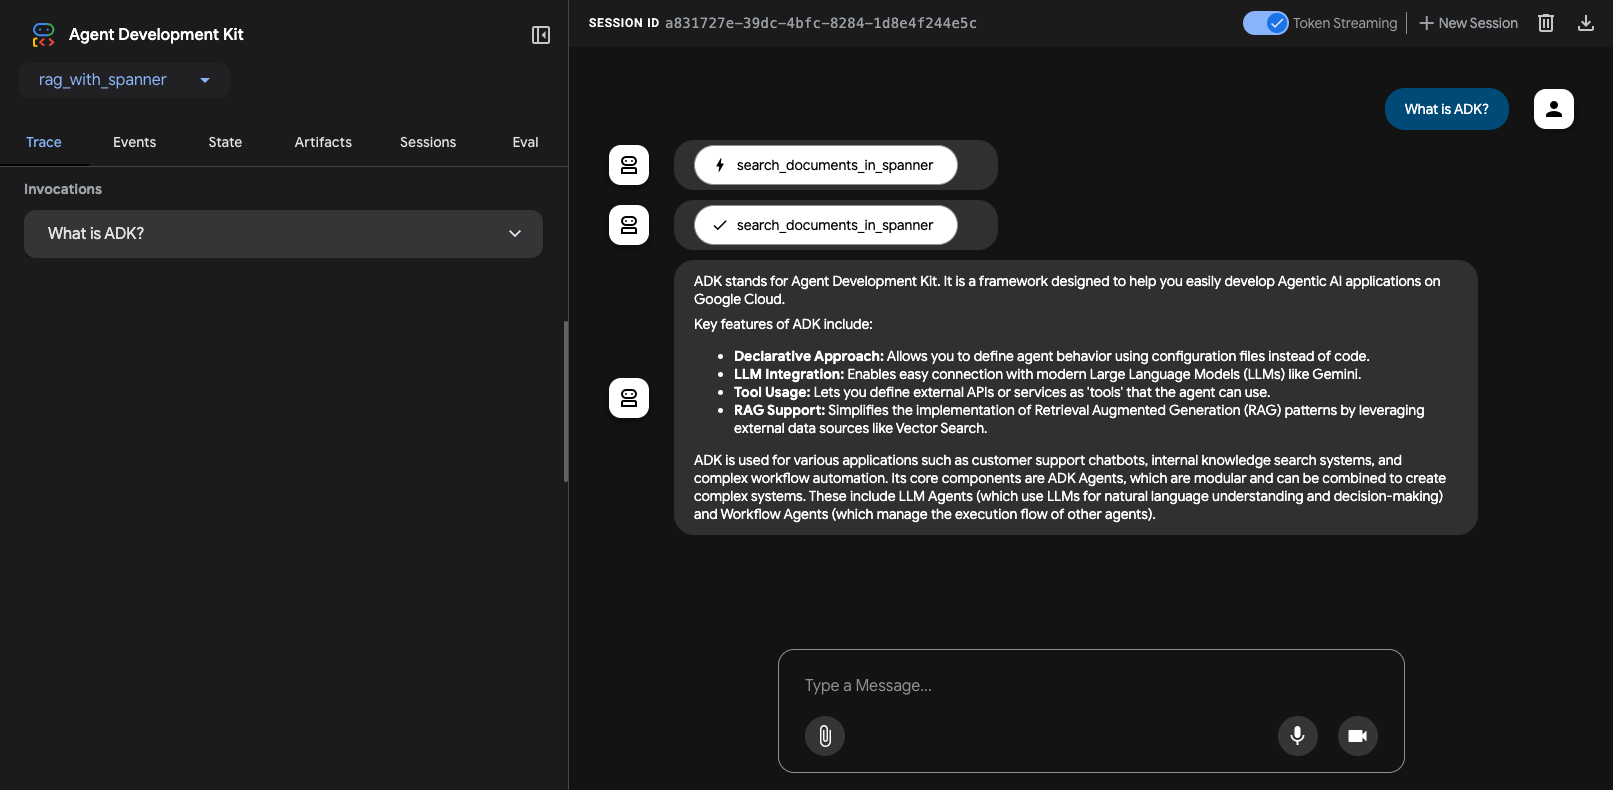 Agent Development Kit
rag_with_spanner
Trace
Events
State
Artifacts
Sessions
Eval
Invocations
What is ADK?
SESSION ID a831727e-39dc-4bfc-8284-1d8e4f244e5c
Token Streaming
New Session
What is ADK?
search_documents_in_spanner
search_documents_in_spanner
ADK stands for Agent Development Kit. It is a framework designed to help you easily develop Agentic AI applications on
Google Cloud.
Key features of ADK include:
• Declarative Approach: Allows you to define agent behavior using configuration files instead of code.
• LLM Integration: Enables easy connection with modern Large Language Models (LLMs) like Gemini.
• Tool Usage: Lets you define external APIs or services as 'tools' that the agent can use.
• RAG Support: Simplifies the implementation of Retrieval Augmented Generation (RAG) patterns by leveraging
external data sources like Vector Search.
ADK is used for various applications such as customer support chatbots, internal knowledge search systems, and
complex workflow automation. Its core components are ADK Agents, which are modular and can be combined to create
complex systems. These include LLM Agents (which use LLMs for natural language understanding and decision-making)
and Workflow Agents (which manage the execution flow of other agents).
Type a Message...